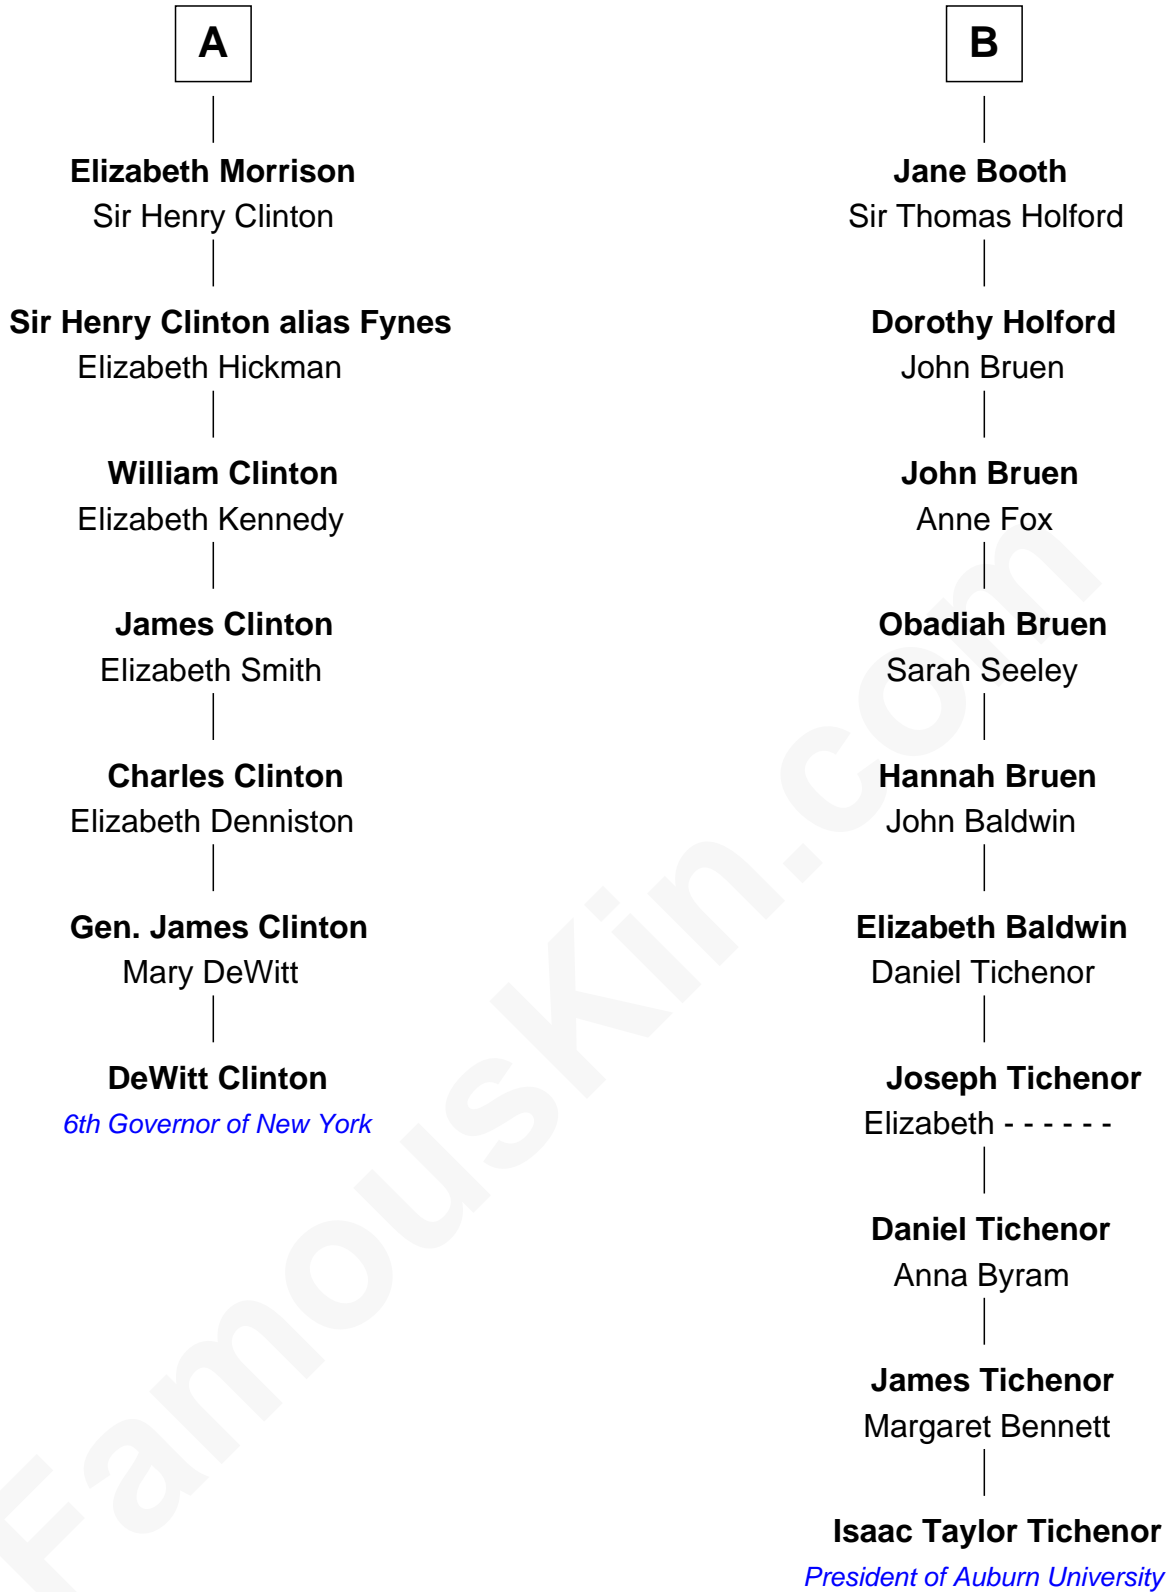 A
Elizabeth Morrison
Sir Henry Clinton
Sir Henry Clinton alias Fynes
Elizabeth Hickman
William Clinton
Elizabeth Kennedy
James Clinton
Elizabeth Smith
Charles Clinton
Elizabeth Denniston
Gen. James Clinton
Mary DeWitt
DeWitt Clinton
6th Governor of New York
B
Jane Booth
Sir Thomas Holford
Dorothy Holford
John Bruen
John Bruen
Anne Fox
Obadiah Bruen
Sarah Seeley
Hannah Bruen
John Baldwin
Elizabeth Baldwin
Daniel Tichenor
Joseph Tichenor
Elizabeth - - - - - -
Daniel Tichenor
Anna Byram
James Tichenor
Margaret Bennett
Isaac Taylor Tichenor
President of Auburn University
FamousKin.com